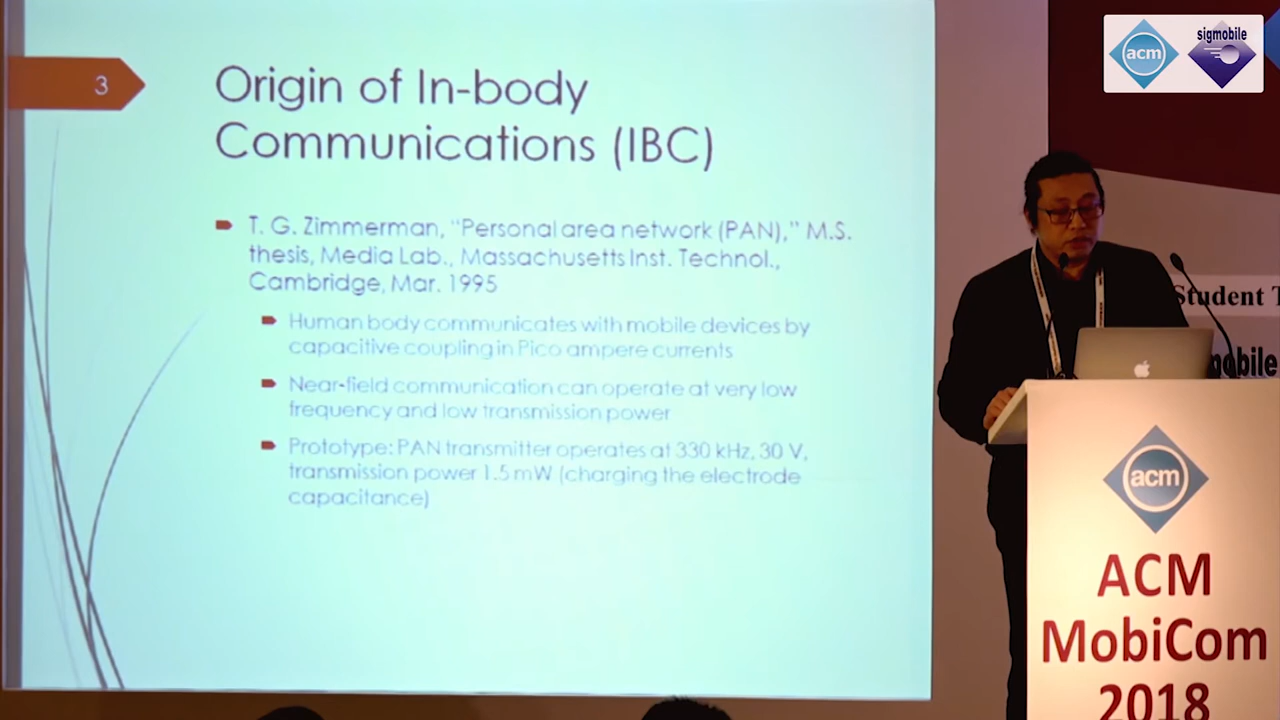 3
Origin of In-body
Communications (IBC)
T. G. Zimmerman, "Personal area network (PAN)," M.S.
thesis, Media Lab., Massachusetts Inst. Technol.,
Cambridge, Mar. 1995
Human body communicates with mobile devices by
capacitive coupling in Pico ampere currents
Near-field communication can operate at very low
frequency and low transmission power
Prototype: PAN transmitter operates at 330 kHz, 30 V,
transmission power 1.5 mW (charging the electrode
capacitance)
acm
sigmobile
Student T
mobile
acm
ACM
MobiCom
2018